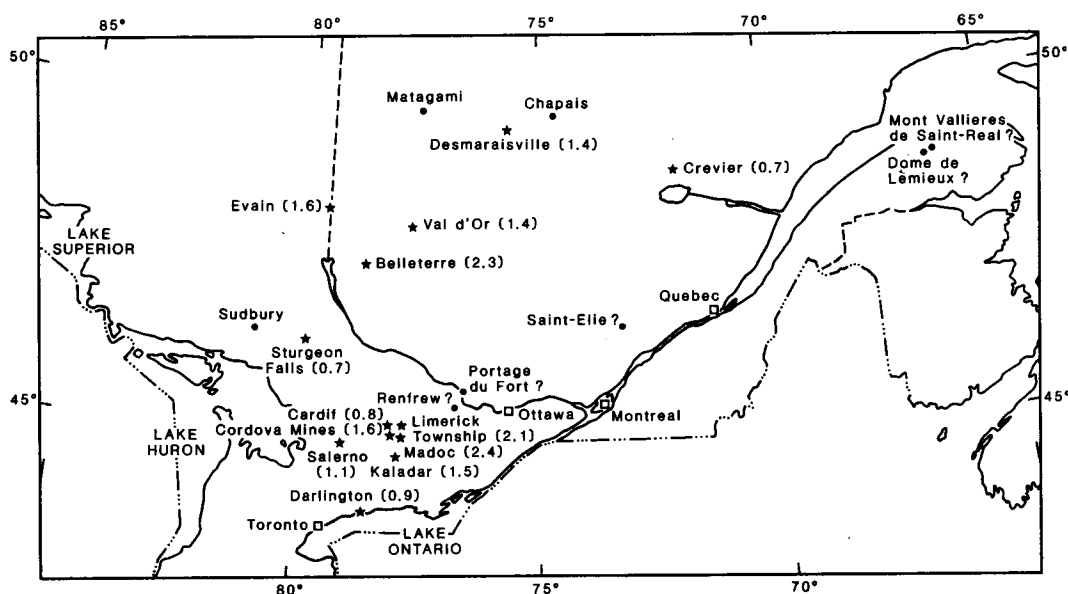 85°
80°
75°
70°
65°
50°
50°
Matagami
Chapais
Desmaraisville (1.4)
Mont Vallieres
de Saint-Real ?
Dome de
Lemieux ?
Crevier (0.7)
Evain (1.6)
Val d'Or (1.4)
LAKE
SUPERIOR
Belleterre (2.3)
Quebec
Sudbury
Saint-Elie ?
Sturgeon
Falls (0.7)
Portage
du Fort ?
Renfrew ?
45°
45°
Ottawa
Montreal
Cardif (0.8)
Limerick
Township (2.1)
Cordova Mines (1.6)
LAKE
HURON
Salerno
(1.1)
Madoc (2.4)
Kaladar (1.5)
Darlington (0.9)
Toronto
LAKE
ONTARIO
80°
75°
70°